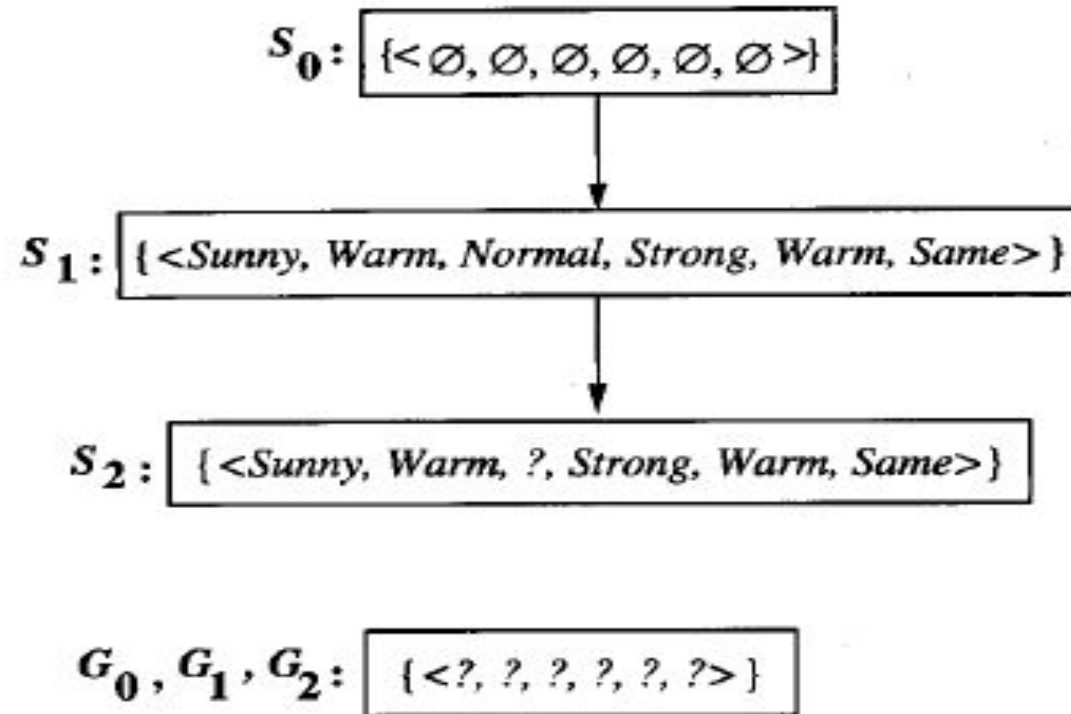 S0: {<∅, ∅, ∅, ∅, ∅, ∅>}
S1: {<Sunny, Warm, Normal, Strong, Warm, Same>}
S2: {<Sunny, Warm, ?, Strong, Warm, Same>}
G0, G1, G2: {<?, ?, ?, ?, ?, ?>}